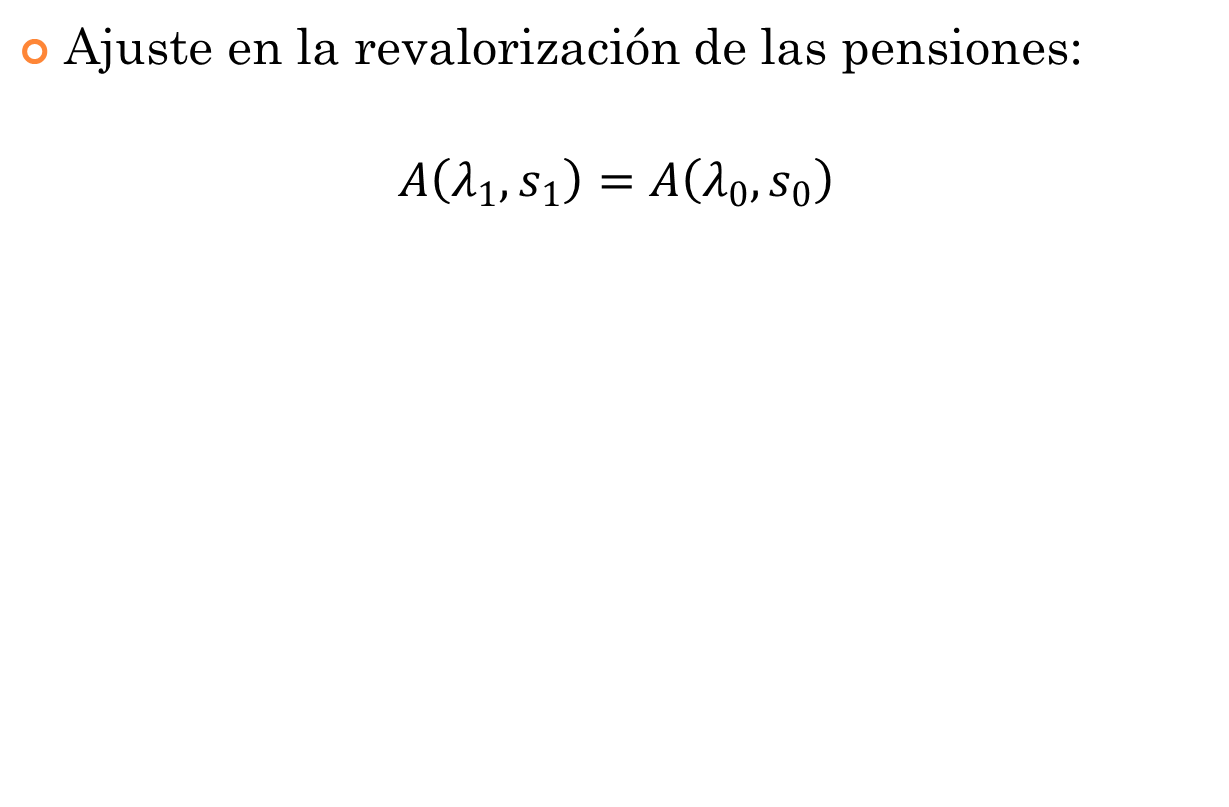 Ajuste en la revalorización de las pensiones:
𝐴(𝜆₁, 𝑠₁) = 𝐴(𝜆₀, 𝑠₀)